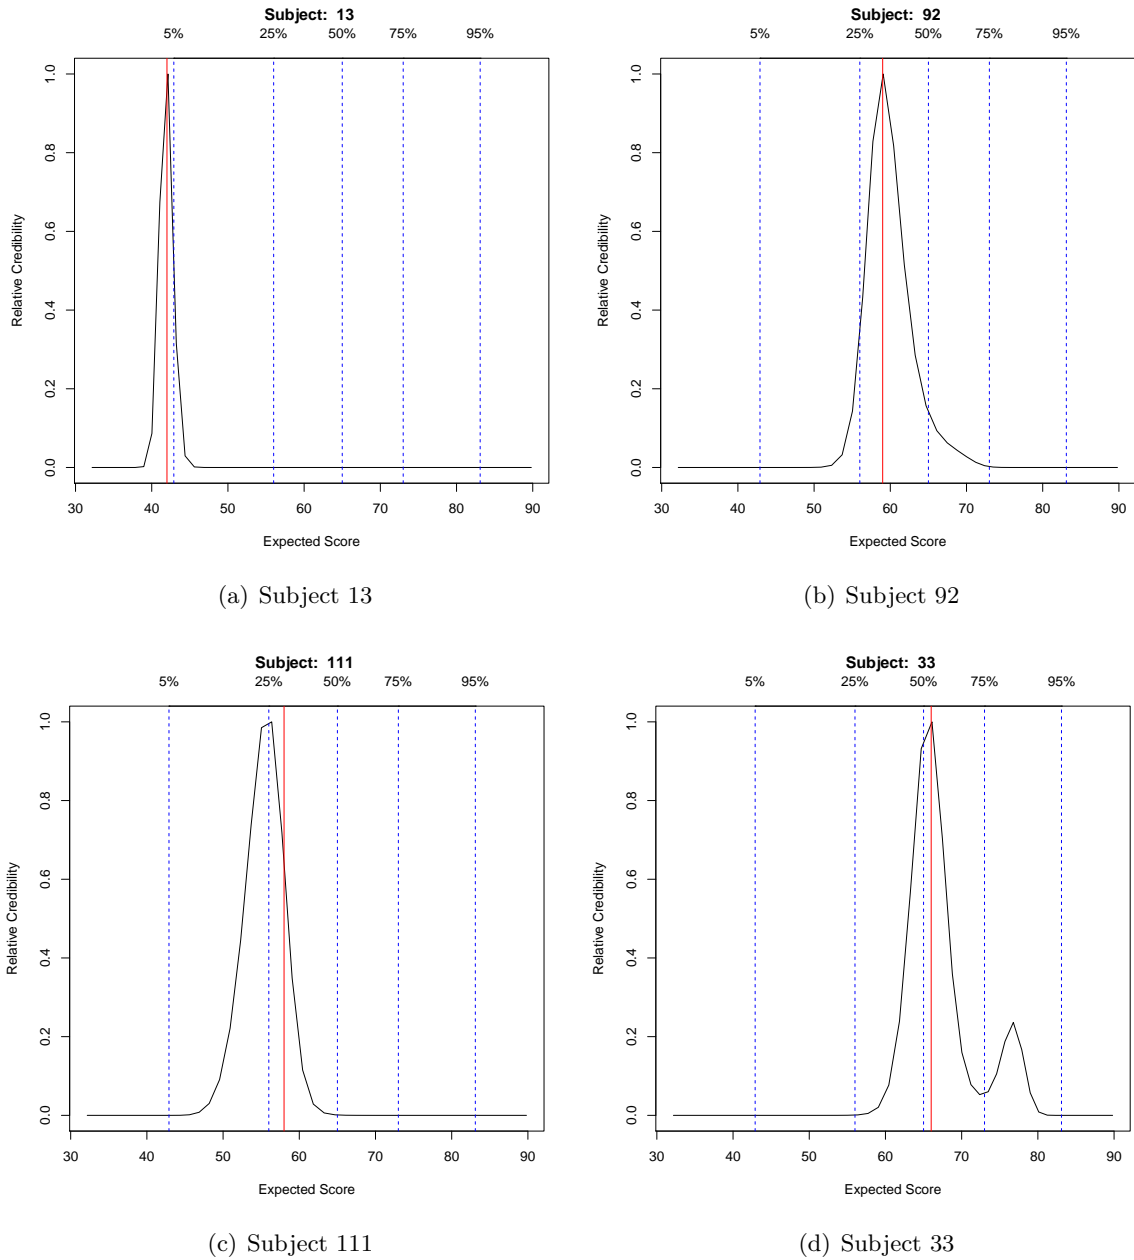 Subject: 13
5% 25% 50% 75% 95%
1.0
0.8
0.6
0.4
0.2
0.0
Relative Credibility
30 40 50 60 70 80 90
Expected Score
(a) Subject 13
Subject: 92
5% 25% 50% 75% 95%
1.0
0.8
0.6
0.4
0.2
0.0
Relative Credibility
30 40 50 60 70 80 90
Expected Score
(b) Subject 92
Subject: 111
5% 25% 50% 75% 95%
1.0
0.8
0.6
0.4
0.2
0.0
Relative Credibility
30 40 50 60 70 80 90
Expected Score
(c) Subject 111
Subject: 33
5% 25% 50% 75% 95%
1.0
0.8
0.6
0.4
0.2
0.0
Relative Credibility
30 40 50 60 70 80 90
Expected Score
(d) Subject 33